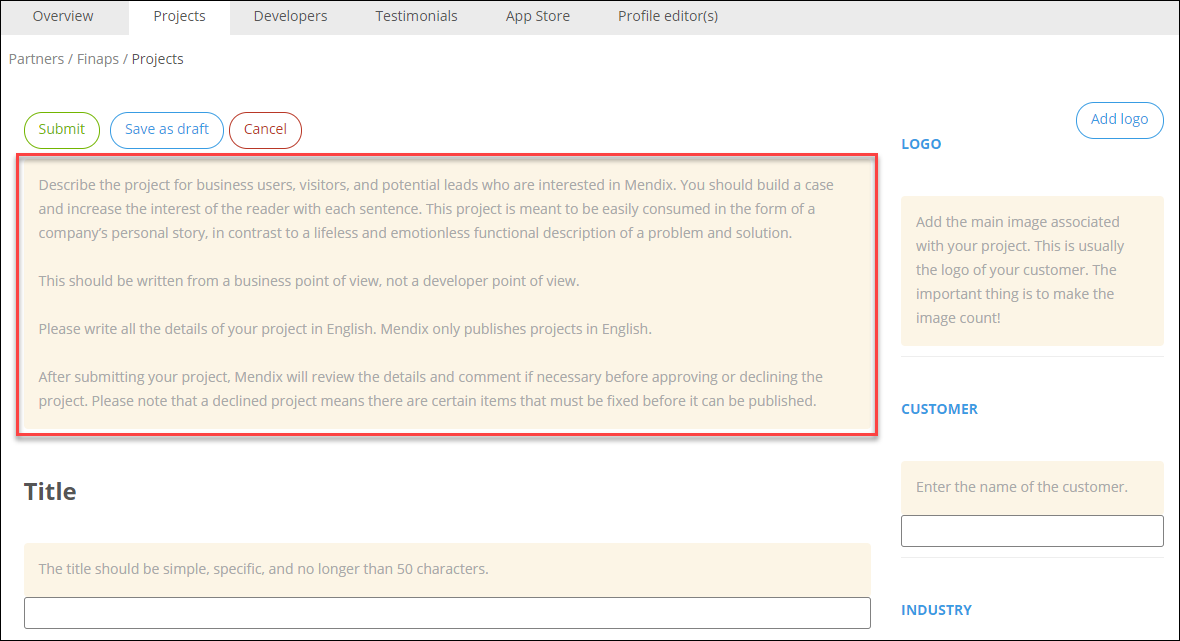 Overview Projects Developers Testimonials App Store Profile editor(s)
Partners / Finaps / Projects
Submit Save as draft Cancel
Describe the project for business users, visitors, and potential leads who are interested in Mendix. You should build a case
and increase the interest of the reader with each sentence. This project is meant to be easily consumed in the form of a
company’s personal story, in contrast to a lifeless and emotionless functional description of a problem and solution.
This should be written from a business point of view, not a developer point of view.
Please write all the details of your project in English. Mendix only publishes projects in English.
After submitting your project, Mendix will review the details and comment if necessary before approving or declining the
project. Please note that a declined project means there are certain items that must be fixed before it can be published.
Title
The title should be simple, specific, and no longer than 50 characters.
Add logo
LOGO
Add the main image associated
with your project. This is usually
the logo of your customer. The
important thing is to make the
image count!
CUSTOMER
Enter the name of the customer.
INDUSTRY